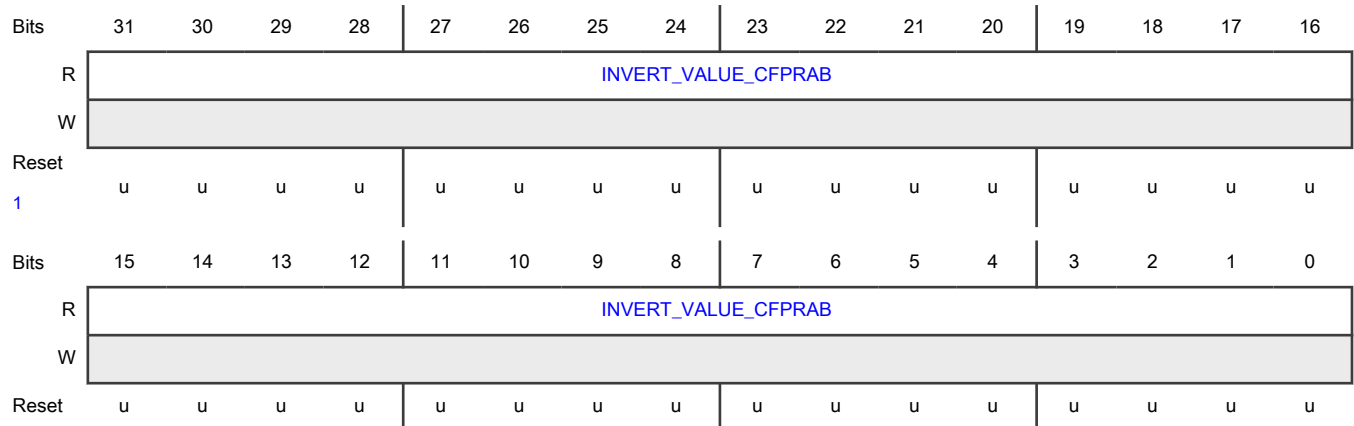 Bits 31 30 29 28 27 26 25 24 23 22 21 20 19 18 17 16
R INVERT_VALUE_CFPRAB
W
Reset
u u u u u u u u u u u u u u u u
1
Bits 15 14 13 12 11 10 9 8 7 6 5 4 3 2 1 0
R INVERT_VALUE_CFPRAB
W
Reset u u u u u u u u u u u u u u u u